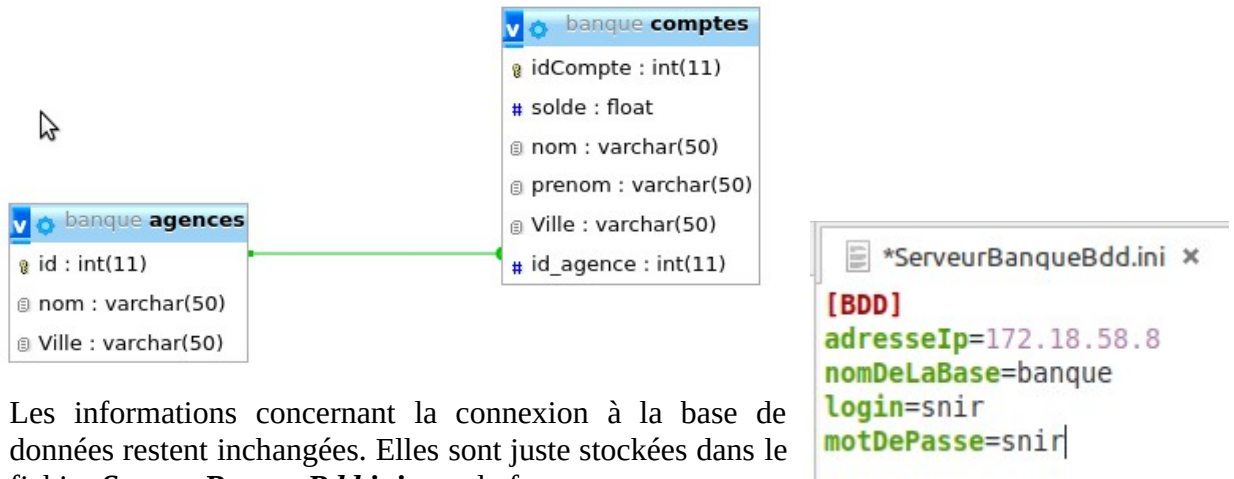 banque comptes
idCompte : int(11)
# solde : float
nom : varchar(50)
prenom : varchar(50)
Ville : varchar(50)
# id_agence : int(11)
v banque agences
id : int(11)
nom : varchar(50)
Ville : varchar(50)
*ServeurBanqueBdd.ini ×
[BDD]
adresseIp=172.18.58.8
nomDeLaBase=banque
login=snir
motDePasse=snir
Les informations concernant la connexion à la base de
données restent inchangées. Elles sont juste stockées dans le